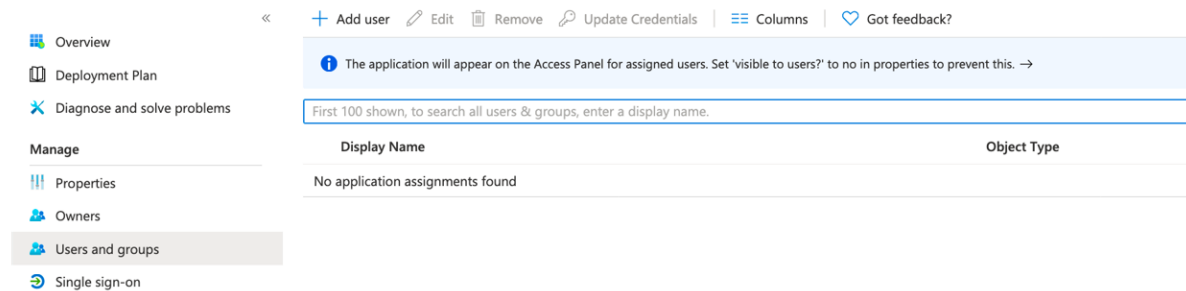 «
Overview
Deployment Plan
Diagnose and solve problems
Manage
Properties
Owners
Users and groups
Single sign-on
Add user Edit Remove Update Credentials Columns Got feedback?
The application will appear on the Access Panel for assigned users. Set 'visible to users?' to no in properties to prevent this. →
First 100 shown, to search all users & groups, enter a display name.
Display Name Object Type
No application assignments found